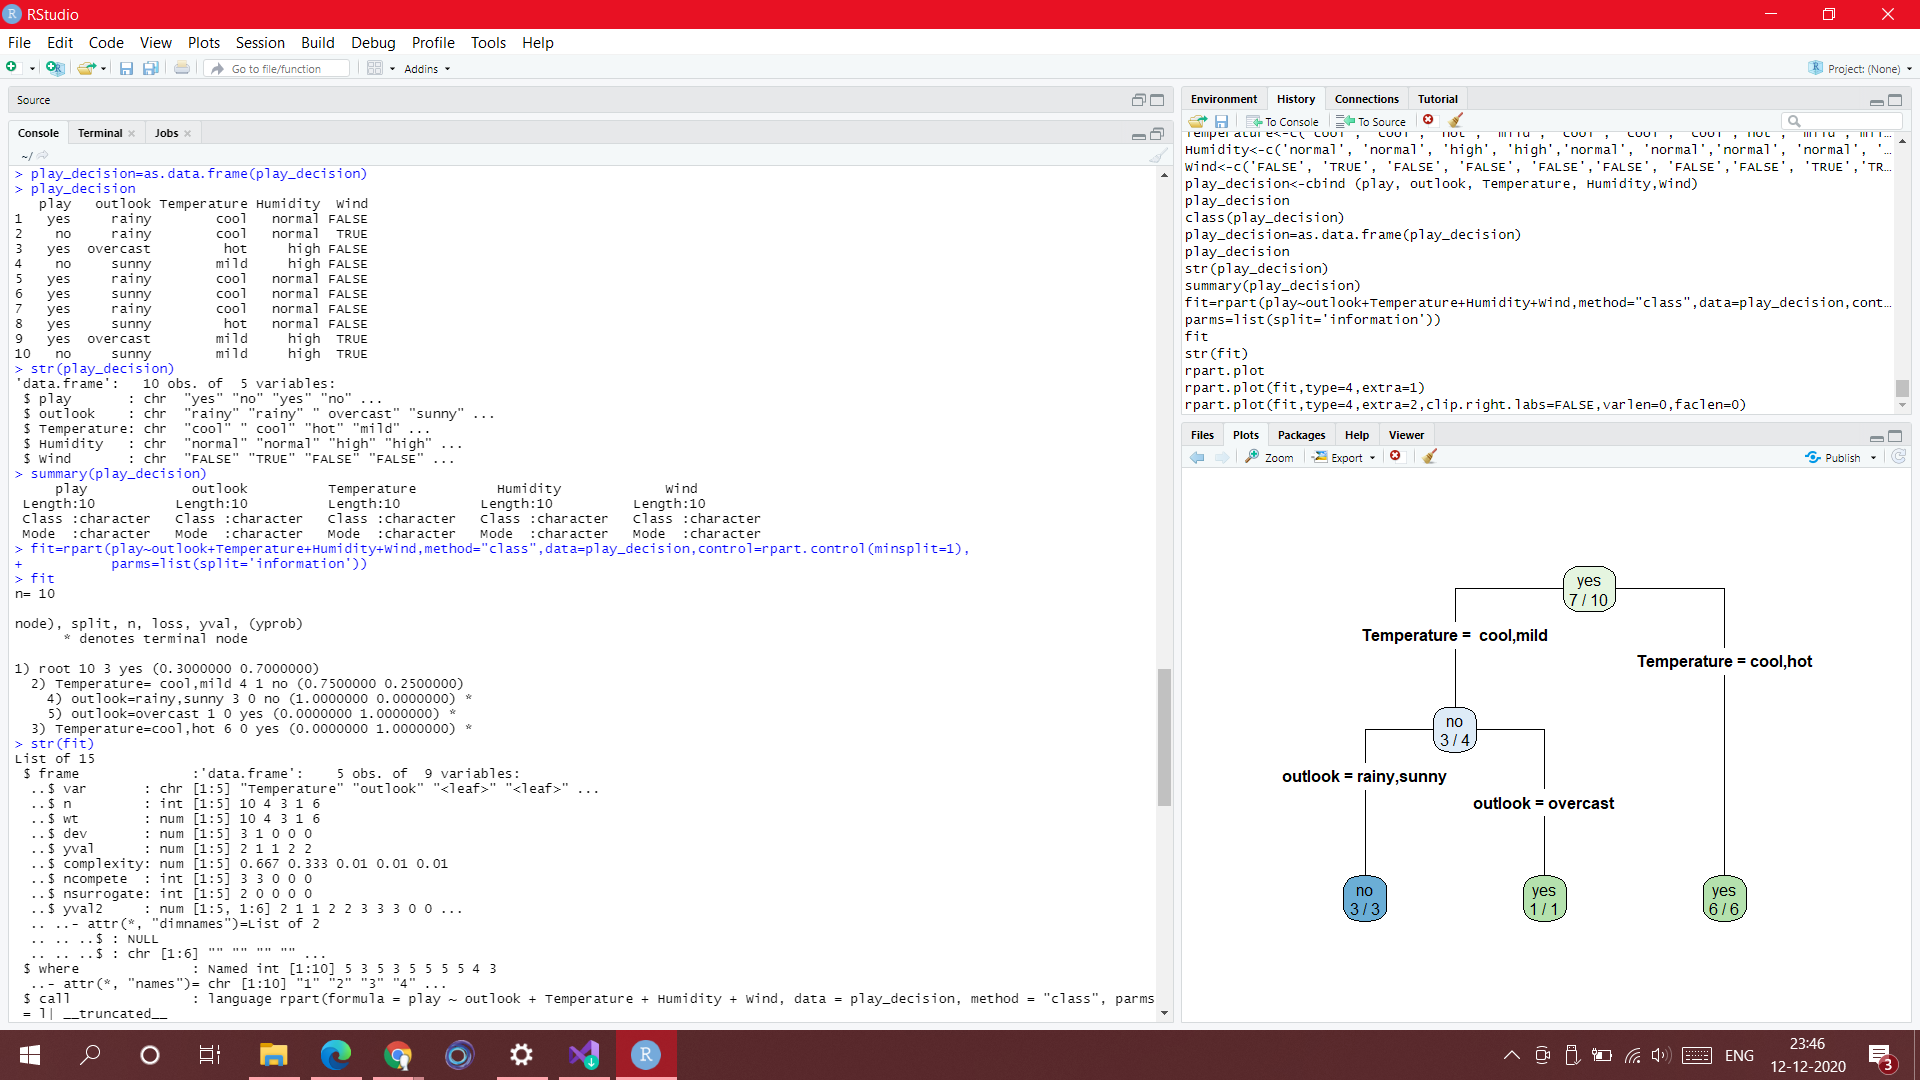 RStudio
File Edit Code View Plots Session Build Debug Profile Tools Help
Go to file/function Addins Project: (None)
Source
Console Terminal Jobs
~/
> play_decision=as.data.frame(play_decision)
> play_decision
   play   outlook Temperature Humidity  Wind
1   yes     rainy        cool   normal FALSE
2    no     rainy        cool   normal  TRUE
3   yes  overcast         hot     high FALSE
4    no     sunny        mild     high FALSE
5   yes     rainy        cool   normal FALSE
6   yes     sunny        cool   normal FALSE
7   yes     rainy        cool   normal FALSE
8   yes     sunny         hot   normal FALSE
9   yes  overcast        mild     high  TRUE
10   no     sunny        mild     high  TRUE
> str(play_decision)
'data.frame':   10 obs. of  5 variables:
 $ play       : chr  "yes" "no" "yes" "no" ...
 $ outlook    : chr  "rainy" "rainy" " overcast" "sunny" ...
 $ Temperature: chr  "cool" " cool" "hot" "mild" ...
 $ Humidity   : chr  "normal" "normal" "high" "high" ...
 $ Wind       : chr  "FALSE" "TRUE" "FALSE" "FALSE" ...
> summary(play_decision)
     play             outlook          Temperature          Humidity             Wind
 Length:10          Length:10          Length:10          Length:10          Length:10
 Class :character   Class :character   Class :character   Class :character   Class :character
 Mode  :character   Mode  :character   Mode  :character   Mode  :character   Mode  :character
> fit=rpart(play~outlook+Temperature+Humidity+Wind,method="class",data=play_decision,control=rpart.control(minsplit=1),
+           parms=list(split='information'))
> fit
n= 10
node), split, n, loss, yval, (yprob)
      * denotes terminal node
1) root 10 3 yes (0.3000000 0.7000000)
  2) Temperature= cool,mild 4 1 no (0.7500000 0.2500000)
    4) outlook=rainy,sunny 3 0 no (1.0000000 0.0000000) *
    5) outlook=overcast 1 0 yes (0.0000000 1.0000000) *
  3) Temperature=cool,hot 6 0 yes (0.0000000 1.0000000) *
> str(fit)
List of 15
 $ frame              :'data.frame':    5 obs. of  9 variables:
  ..$ var       : chr [1:5] "Temperature" "outlook" "<leaf>" "<leaf>" ...
  ..$ n         : int [1:5] 10 4 3 1 6
  ..$ wt        : num [1:5] 10 4 3 1 6
  ..$ dev       : num [1:5] 3 1 0 0 0
  ..$ yval      : num [1:5] 2 1 1 2 2
  ..$ complexity: num [1:5] 0.667 0.333 0.01 0.01 0.01
  ..$ ncompete  : int [1:5] 3 3 0 0 0
  ..$ nsurrogate: int [1:5] 2 0 0 0 0
  ..$ yval2     : num [1:5, 1:6] 2 1 1 2 2 3 3 3 0 0 ...
  .. ..- attr(*, "dimnames")=List of 2
  .. .. ..$ : NULL
  .. .. ..$ : chr [1:6] "" "" "" "" ...
 $ where              : Named int [1:10] 5 3 5 3 5 5 5 5 4 3
  ..- attr(*, "names")= chr [1:10] "1" "2" "3" "4" ...
 $ call               : language rpart(formula = play ~ outlook + Temperature + Humidity + Wind, data = play_decision, method = "class", parms
= l| __truncated__
Environment History Connections Tutorial
To Console To Source
Temperature<-c('cool', 'cool', 'hot', 'mild', 'cool', 'cool', 'cool','hot', 'mild','mil...
Humidity<-c('normal', 'normal', 'high', 'high','normal', 'normal','normal', 'normal', '...
Wind<-c('FALSE', 'TRUE', 'FALSE', 'FALSE', 'FALSE','FALSE', 'FALSE','FALSE', 'TRUE','TR...
play_decision<-cbind (play, outlook, Temperature, Humidity,Wind)
play_decision
class(play_decision)
play_decision=as.data.frame(play_decision)
play_decision
str(play_decision)
summary(play_decision)
fit=rpart(play~outlook+Temperature+Humidity+Wind,method="class",data=play_decision,cont...
parms=list(split='information'))
fit
str(fit)
rpart.plot
rpart.plot(fit,type=4,extra=1)
rpart.plot(fit,type=4,extra=2,clip.right.labs=FALSE,varlen=0,faclen=0)
Files Plots Packages Help Viewer
Zoom Export Publish
yes
7 / 10
Temperature =  cool,mild
Temperature = cool,hot
no
3 / 4
outlook = rainy,sunny
outlook = overcast
no
3 / 3
yes
1 / 1
yes
6 / 6
ENG
23:46
12-12-2020
3